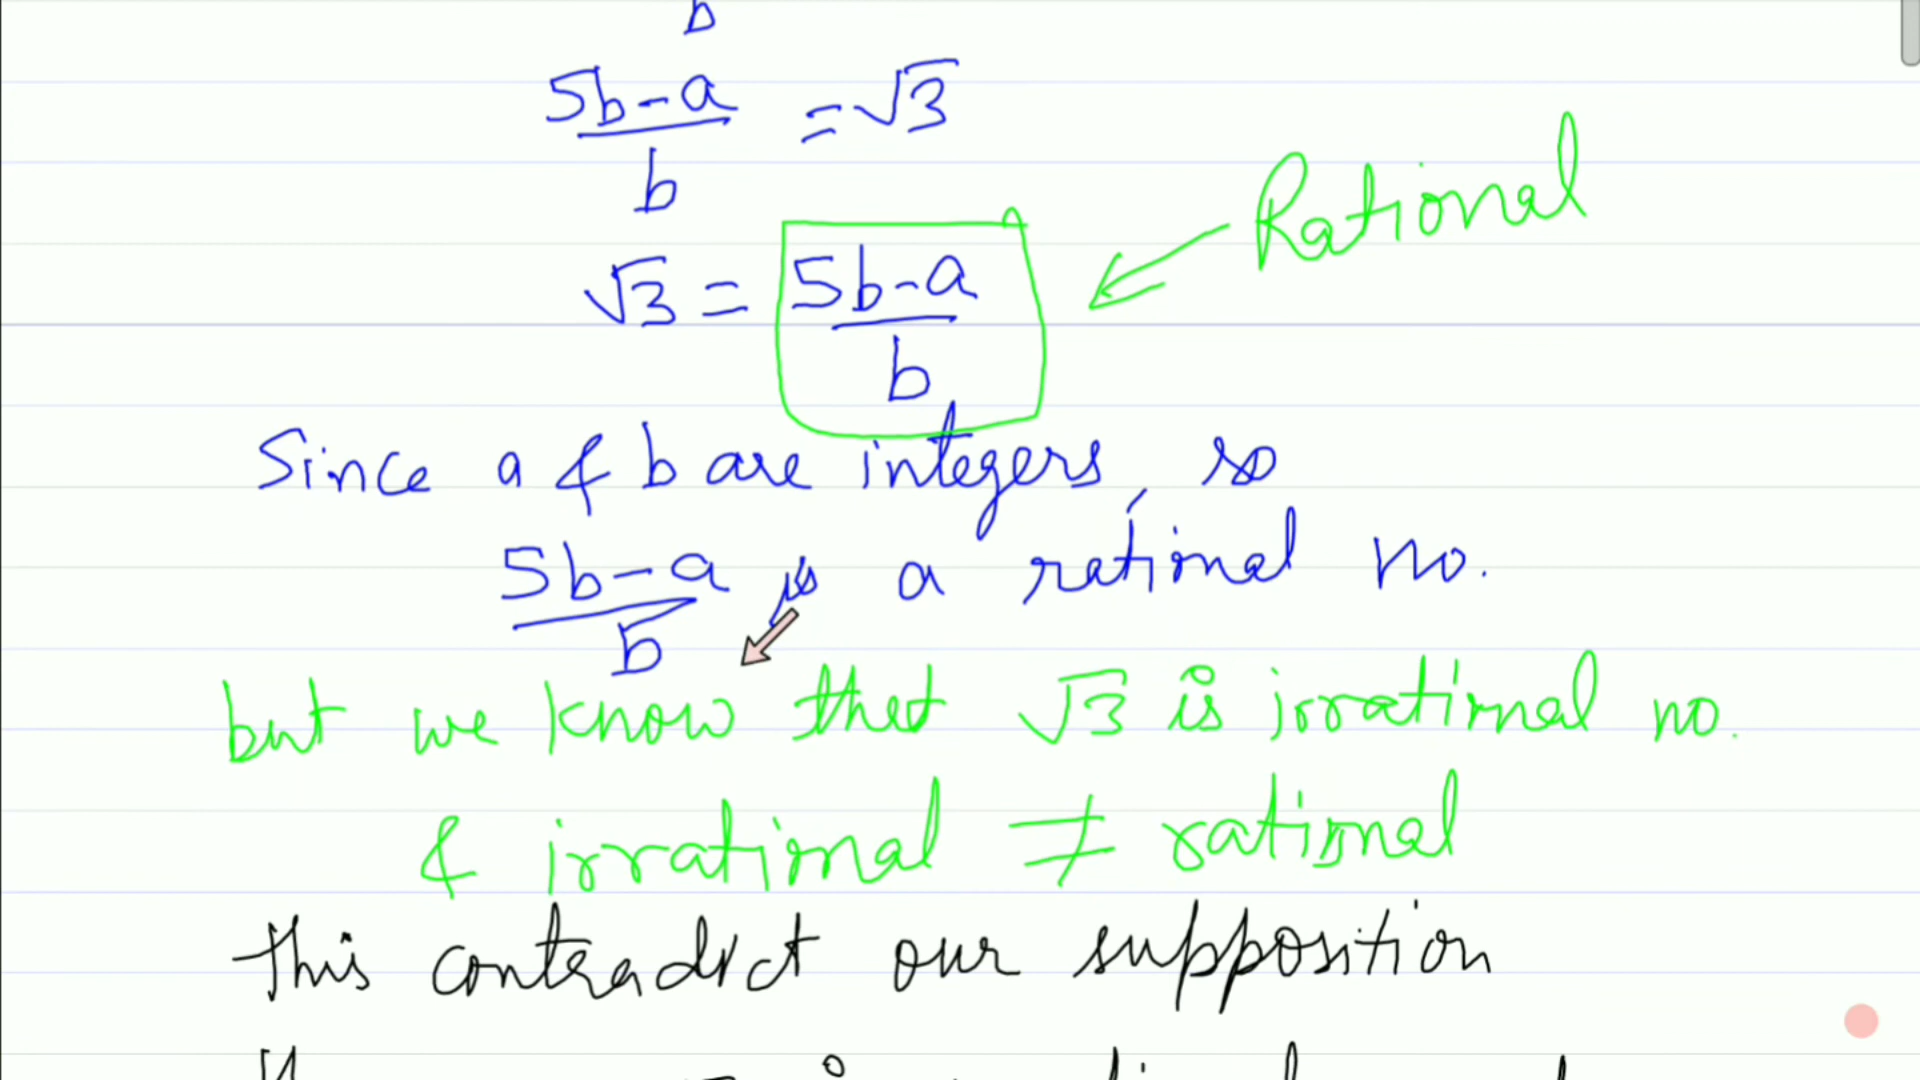 b
5b-a/b = √3
Rational
√3 = 5b-a/b
Since a & b are integers, so
5b-a/b is a rational no.
but we know that √3 is irrational no.
& irrational ≠ rational
This contradict our supposition